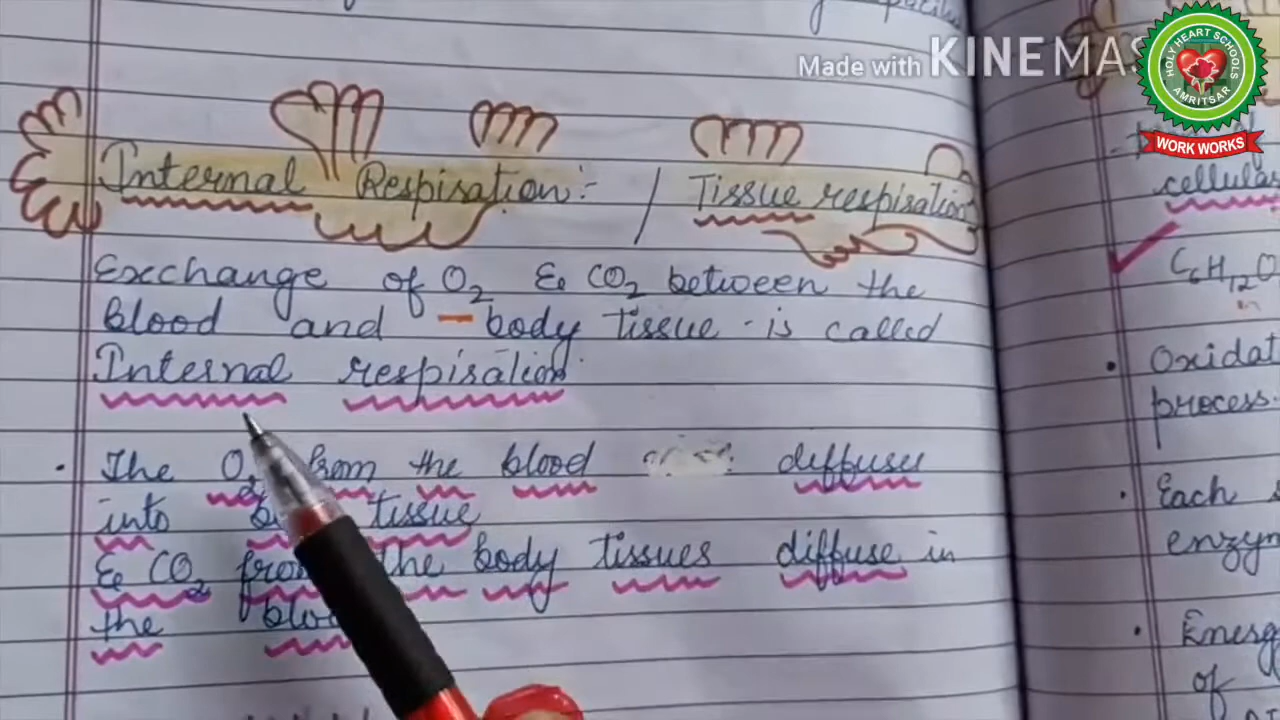 Made with KINEMAS
HOLY HEART SCHOOLS
AMRITSAR
WORK WORKS
Internal Respiration:- / Tissue respiration
Exchange of O2 & CO2 between the
blood and - body tissue is called
Internal respiration
. The O2 from the blood diffuses
into tissue
& CO2 from the body tissues diffuse in
the blood
cellular
✓ C6H12O
• Oxidat
process.
• Each
enzym
• Energ
of